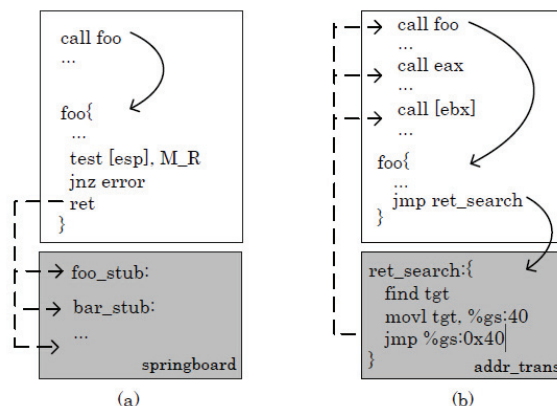 call foo
...
foo{
...
test [esp], M_R
jnz error
ret
}
foo_stub:
bar_stub:
...
springboard
(a)
call foo
...
call eax
...
call [ebx]
...
foo{
...
jmp ret_search
}
ret_search:{
find tgt
movl tgt, %gs:40
jmp %gs:0x40
}
addr_trans
(b)